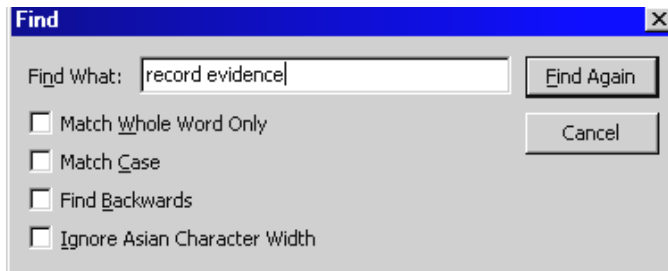 Find
Find What: record evidence Find Again
Match Whole Word Only
Cancel
Match Case
Find Backwards
Ignore Asian Character Width